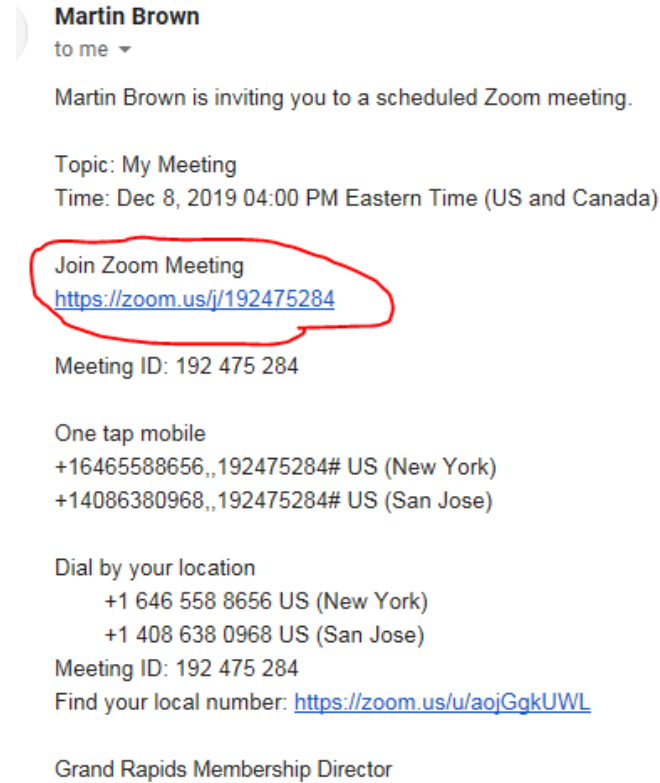 Martin Brown
to me
Martin Brown is inviting you to a scheduled Zoom meeting.
Topic: My Meeting
Time: Dec 8, 2019 04:00 PM Eastern Time (US and Canada)
Join Zoom Meeting
https://zoom.us/j/192475284
Meeting ID: 192 475 284
One tap mobile
+16465588656,,192475284# US (New York)
+14086380968,,192475284# US (San Jose)
Dial by your location
+1 646 558 8656 US (New York)
+1 408 638 0968 US (San Jose)
Meeting ID: 192 475 284
Find your local number: https://zoom.us/u/aojGgkUWL
Grand Rapids Membership Director